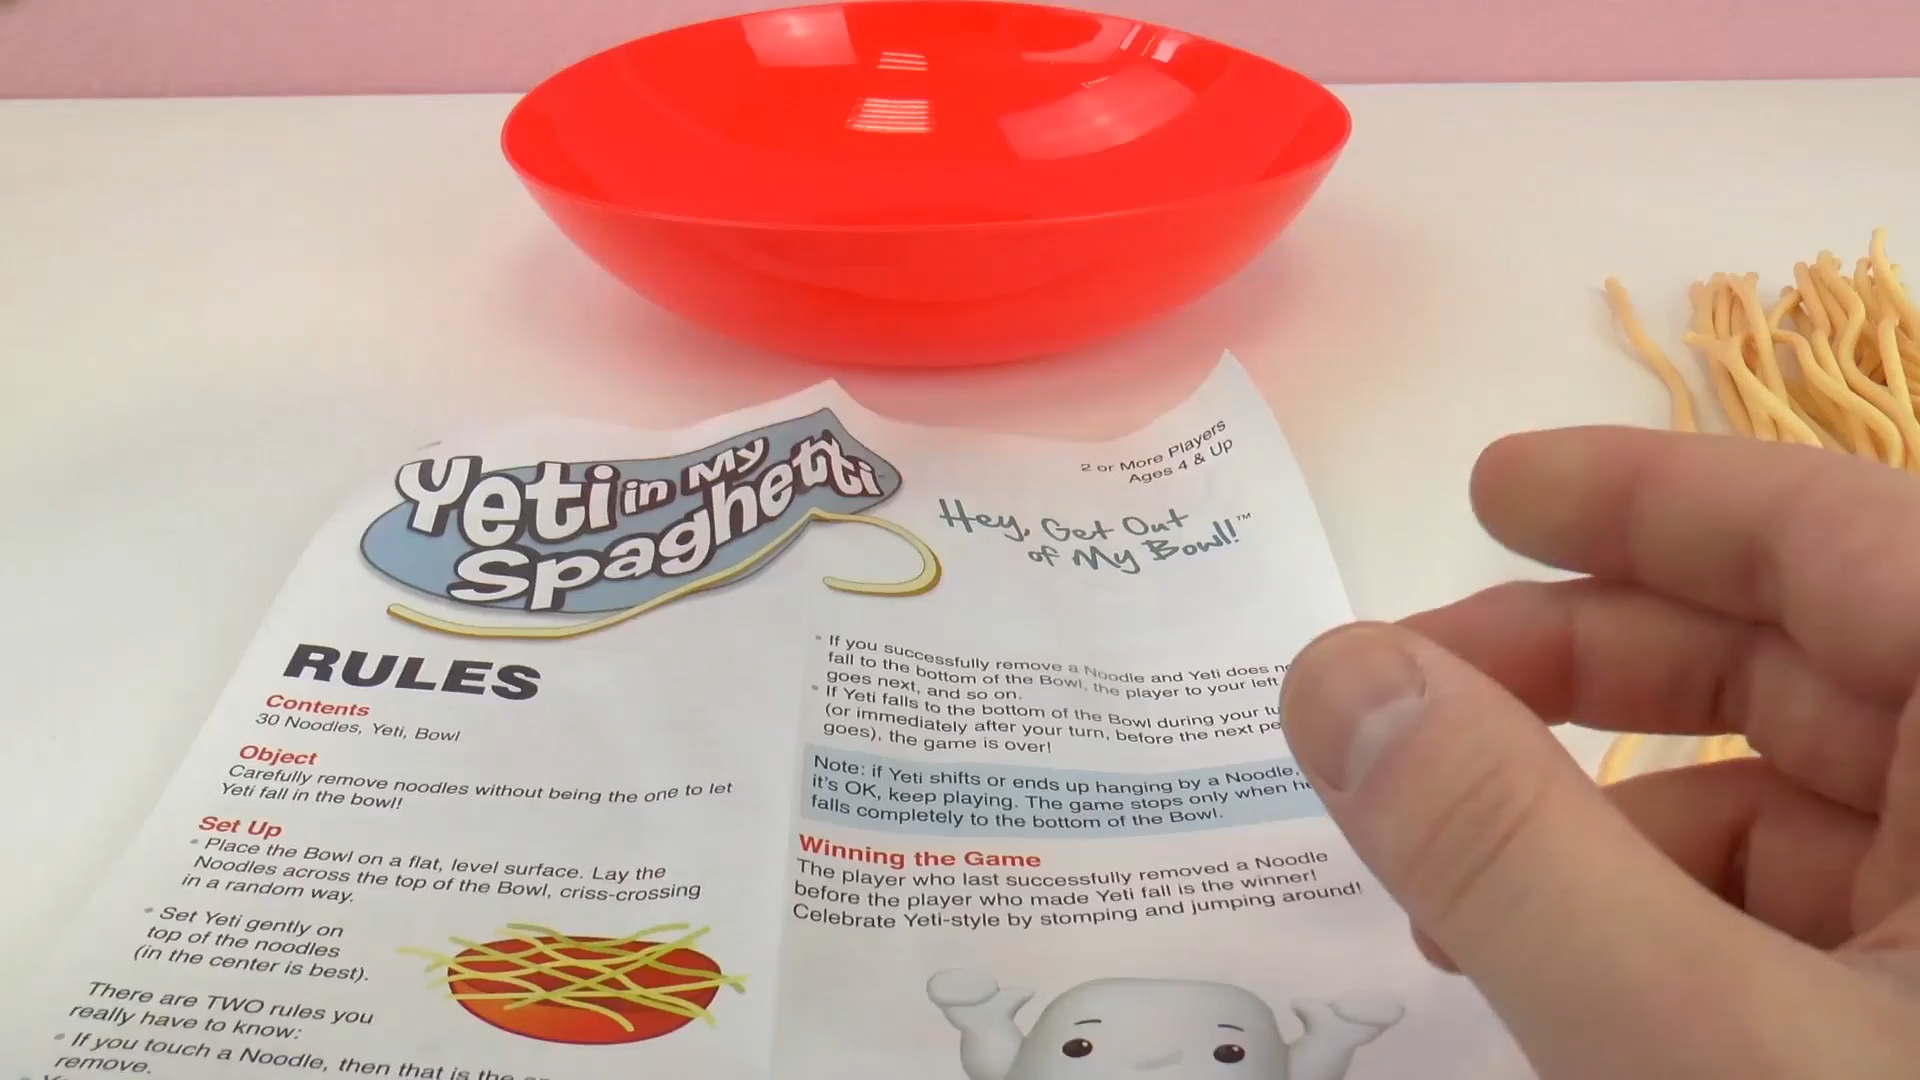 Yeti in My
Spaghetti
2 or More Players
Ages 4 & Up
Hey, Get Out
of My Bowl!™
RULES
Contents
30 Noodles, Yeti, Bowl
Object
Carefully remove noodles without being the one to let
Yeti fall in the bowl!
Set Up
• Place the Bowl on a flat, level surface. Lay the
Noodles across the top of the Bowl, criss-crossing
in a random way.
• Set Yeti gently on
top of the noodles
(in the center is best).
There are TWO rules you
really have to know:
• If you touch a Noodle, then that is the
remove.
• If you successfully remove a Noodle and Yeti does
fall to the bottom of the Bowl, the player to your left
goes next, and so on.
• If Yeti falls to the bottom of the Bowl during your
(or immediately after your turn, before the next
goes), the game is over!
Note: if Yeti shifts or ends up hanging by a Noodle,
it's OK, keep playing. The game stops only when
falls completely to the bottom of the Bowl.
Winning the Game
The player who last successfully removed a Noodle
before the player who made Yeti fall is the winner!
Celebrate Yeti-style by stomping and jumping around!